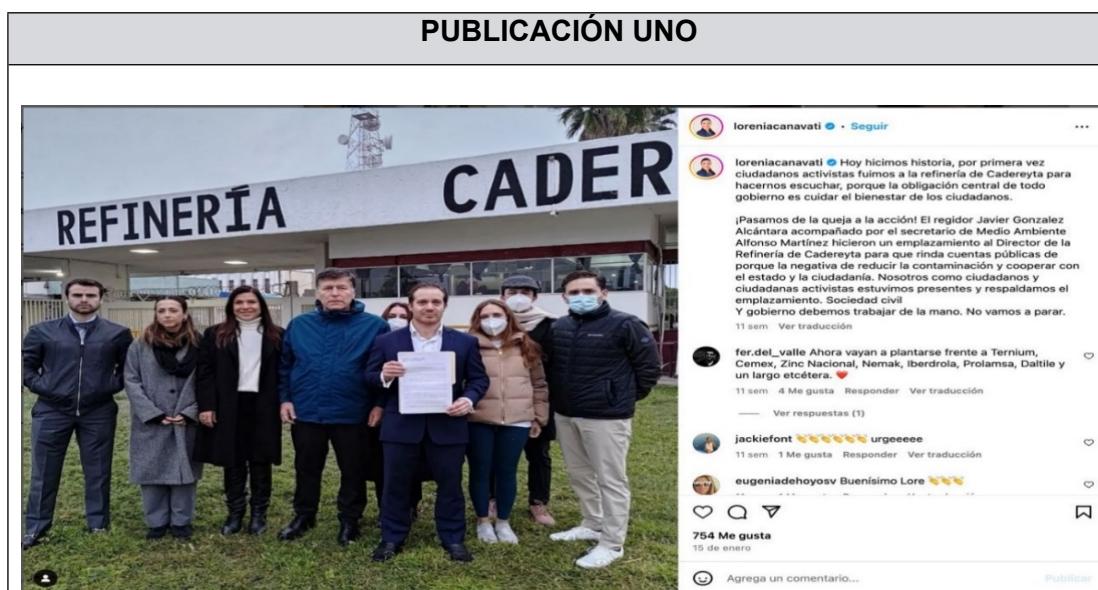 PUBLICACIÓN UNO
REFINERÍA CADER
loreniacanavati • Seguir
loreniacanavati Hoy hicimos historia, por primera vez
ciudadanos activistas fuimos a la refinería de Cadereyta para
hacernos escuchar, porque la obligación central de todo
gobierno es cuidar el bienestar de los ciudadanos.
¡Pasamos de la queja a la acción! El regidor Javier Gonzalez
Alcántara acompañado por el secretario de Medio Ambiente
Alfonso Martínez hicieron un emplazamiento al Director de la
Refinería de Cadereyta para que rinda cuentas públicas de
porque la negativa de reducir la contaminación y cooperar con
el estado y la ciudadanía. Nosotros como ciudadanos y
ciudadanas activistas estuvimos presentes y respaldamos el
emplazamiento. Sociedad civil
Y gobierno debemos trabajar de la mano. No vamos a parar.
11 sem Ver traducción
fer.del_valle Ahora vayan a plantarse frente a Ternium,
Cemex, Zinc Nacional, Nemak, Iberdrola, Prolamsa, Daltile y
un largo etcétera. ❤️
11 sem 4 Me gusta Responder Ver traducción
Ver respuestas (1)
jackiefont 👏👏👏👏👏👏 urgeeeee
11 sem 1 Me gusta Responder Ver traducción
eugeniadehoyosv Buenísimo Lore 👏👏👏
754 Me gusta
15 de enero
Agrega un comentario...
Publicar